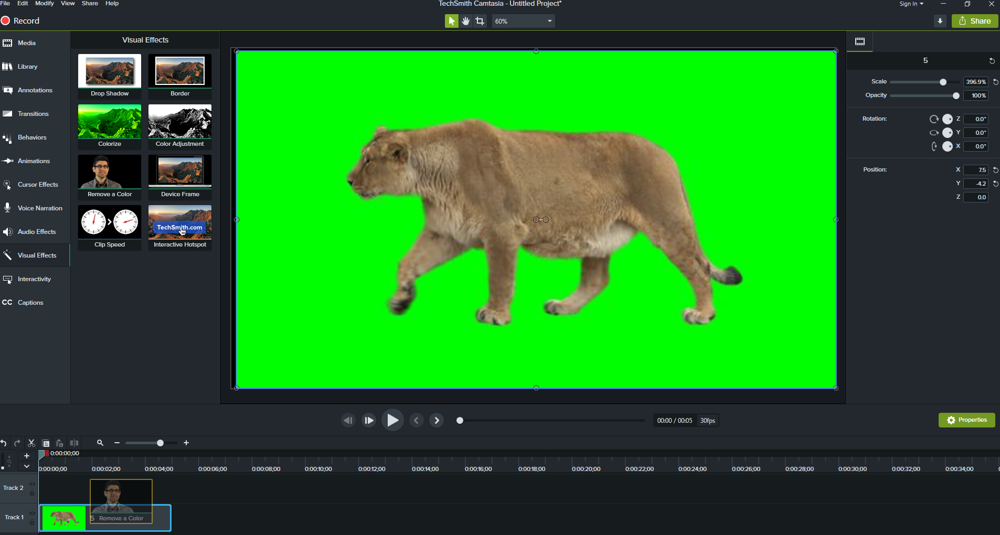 File Edit Modify View Share Help
TechSmith Camtasia - Untitled Project*
Sign In
Record
60%
Share
Media
Library
Annotations
a
Transitions
Behaviors
Animations
Cursor Effects
Voice Narration
Audio Effects
Visual Effects
Interactivity
CC Captions
Visual Effects
Drop Shadow Border
Colorize Color Adjustment
Remove a Color Device Frame
TechSmith.com
Clip Speed Interactive Hotspot
5
Scale 396.9%
Opacity 100%
Rotation: Z 0.0°
Y 0.0°
X 0.0°
Position: X 7.5
Y -4.2
Z 0.0
00:00 / 00:05 30fps
Properties
0:00:00;00
0:00:00;00 0:00:02;00 0:00:04;00 0:00:06;00 0:00:08;00 0:00:10;00 0:00:12;00 0:00:14;00 0:00:16;00 0:00:18;00 0:00:20;00 0:00:22;00 0:00:24;00 0:00:26;00 0:00:28;00 0:00:30;00 0:00:32;00 0:00:34;00
Track 2
Track 1
5 Remove a Color